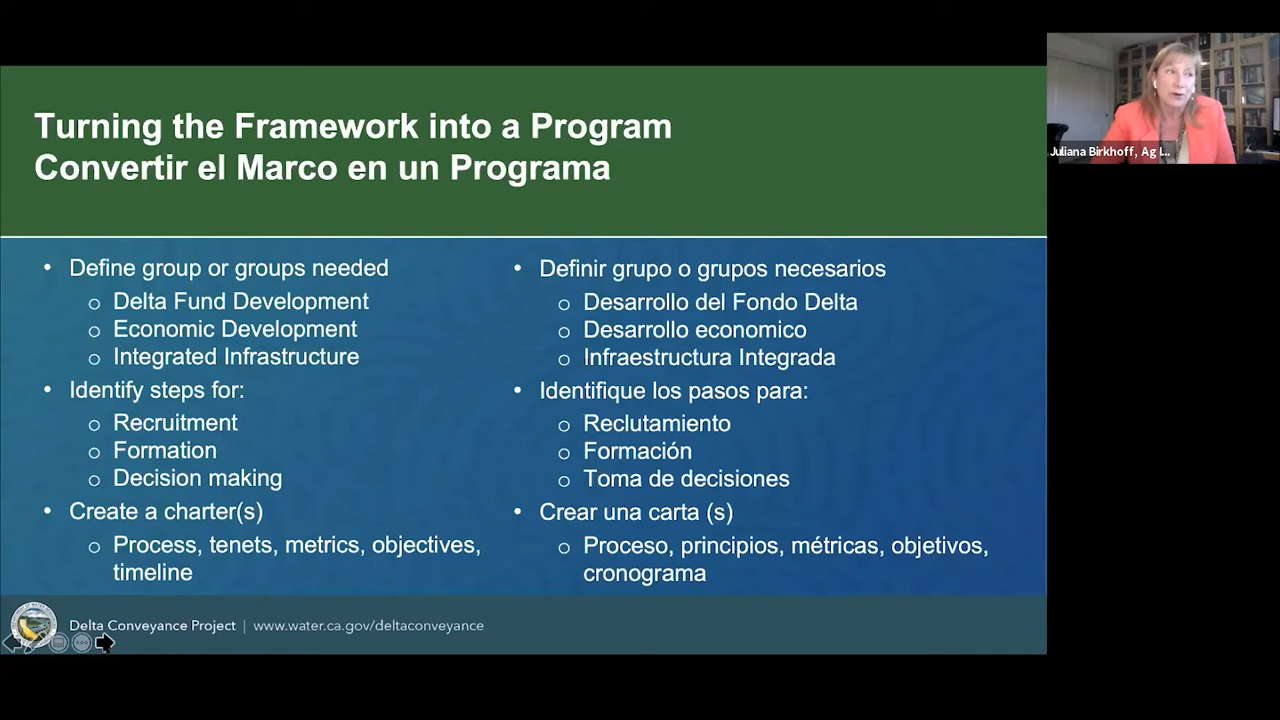 Turning the Framework into a Program
Convertir el Marco en un Programa
• Define group or groups needed
o Delta Fund Development
o Economic Development
o Integrated Infrastructure
• Identify steps for:
o Recruitment
o Formation
o Decision making
• Create a charter(s)
o Process, tenets, metrics, objectives,
timeline
• Definir grupo o grupos necesarios
o Desarrollo del Fondo Delta
o Desarrollo economico
o Infraestructura Integrada
• Identifique los pasos para:
o Reclutamiento
o Formación
o Toma de decisiones
• Crear una carta (s)
o Proceso, principios, métricas, objetivos,
cronograma
Delta Conveyance Project | www.water.ca.gov/deltaconveyance
Juliana Birkhoff, Ag I...